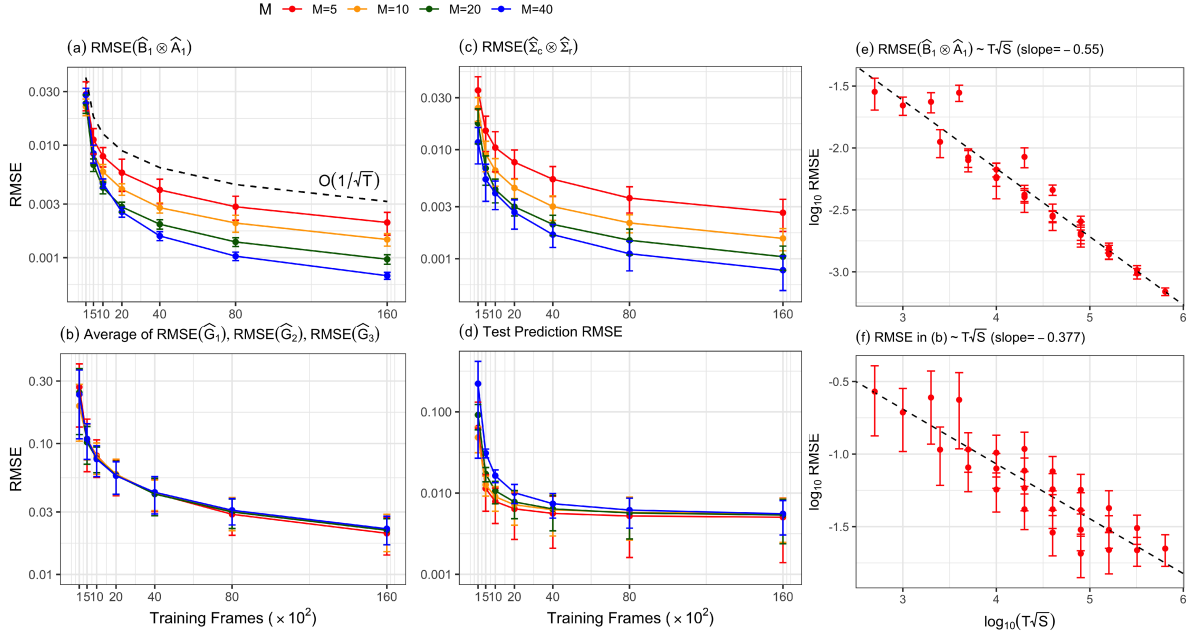 M M=5 M=10 M=20 M=40
(a) RMSE(B̂₁ ⊗ Â₁)
RMSE
0.030
0.010
0.003
0.001
O(1/√T)
1 5 10 20 40 80 160
(c) RMSE(Σ̂c ⊗ Σ̂r)
0.030
0.010
0.003
0.001
1 5 10 20 40 80 160
(e) RMSE(B̂₁ ⊗ Â₁) ~ T√S (slope= − 0.55)
log₁₀ RMSE
-1.5
-2.0
-2.5
-3.0
3 4 5 6
(b) Average of RMSE(Ĝ₁), RMSE(Ĝ₂), RMSE(Ĝ₃)
RMSE
0.30
0.10
0.03
0.01
1 5 10 20 40 80 160
Training Frames (×10²)
(d) Test Prediction RMSE
0.100
0.010
0.001
1 5 10 20 40 80 160
Training Frames (×10²)
(f) RMSE in (b) ~ T√S (slope= − 0.377)
log₁₀ RMSE
-0.5
-1.0
-1.5
3 4 5 6
log₁₀(T√S)